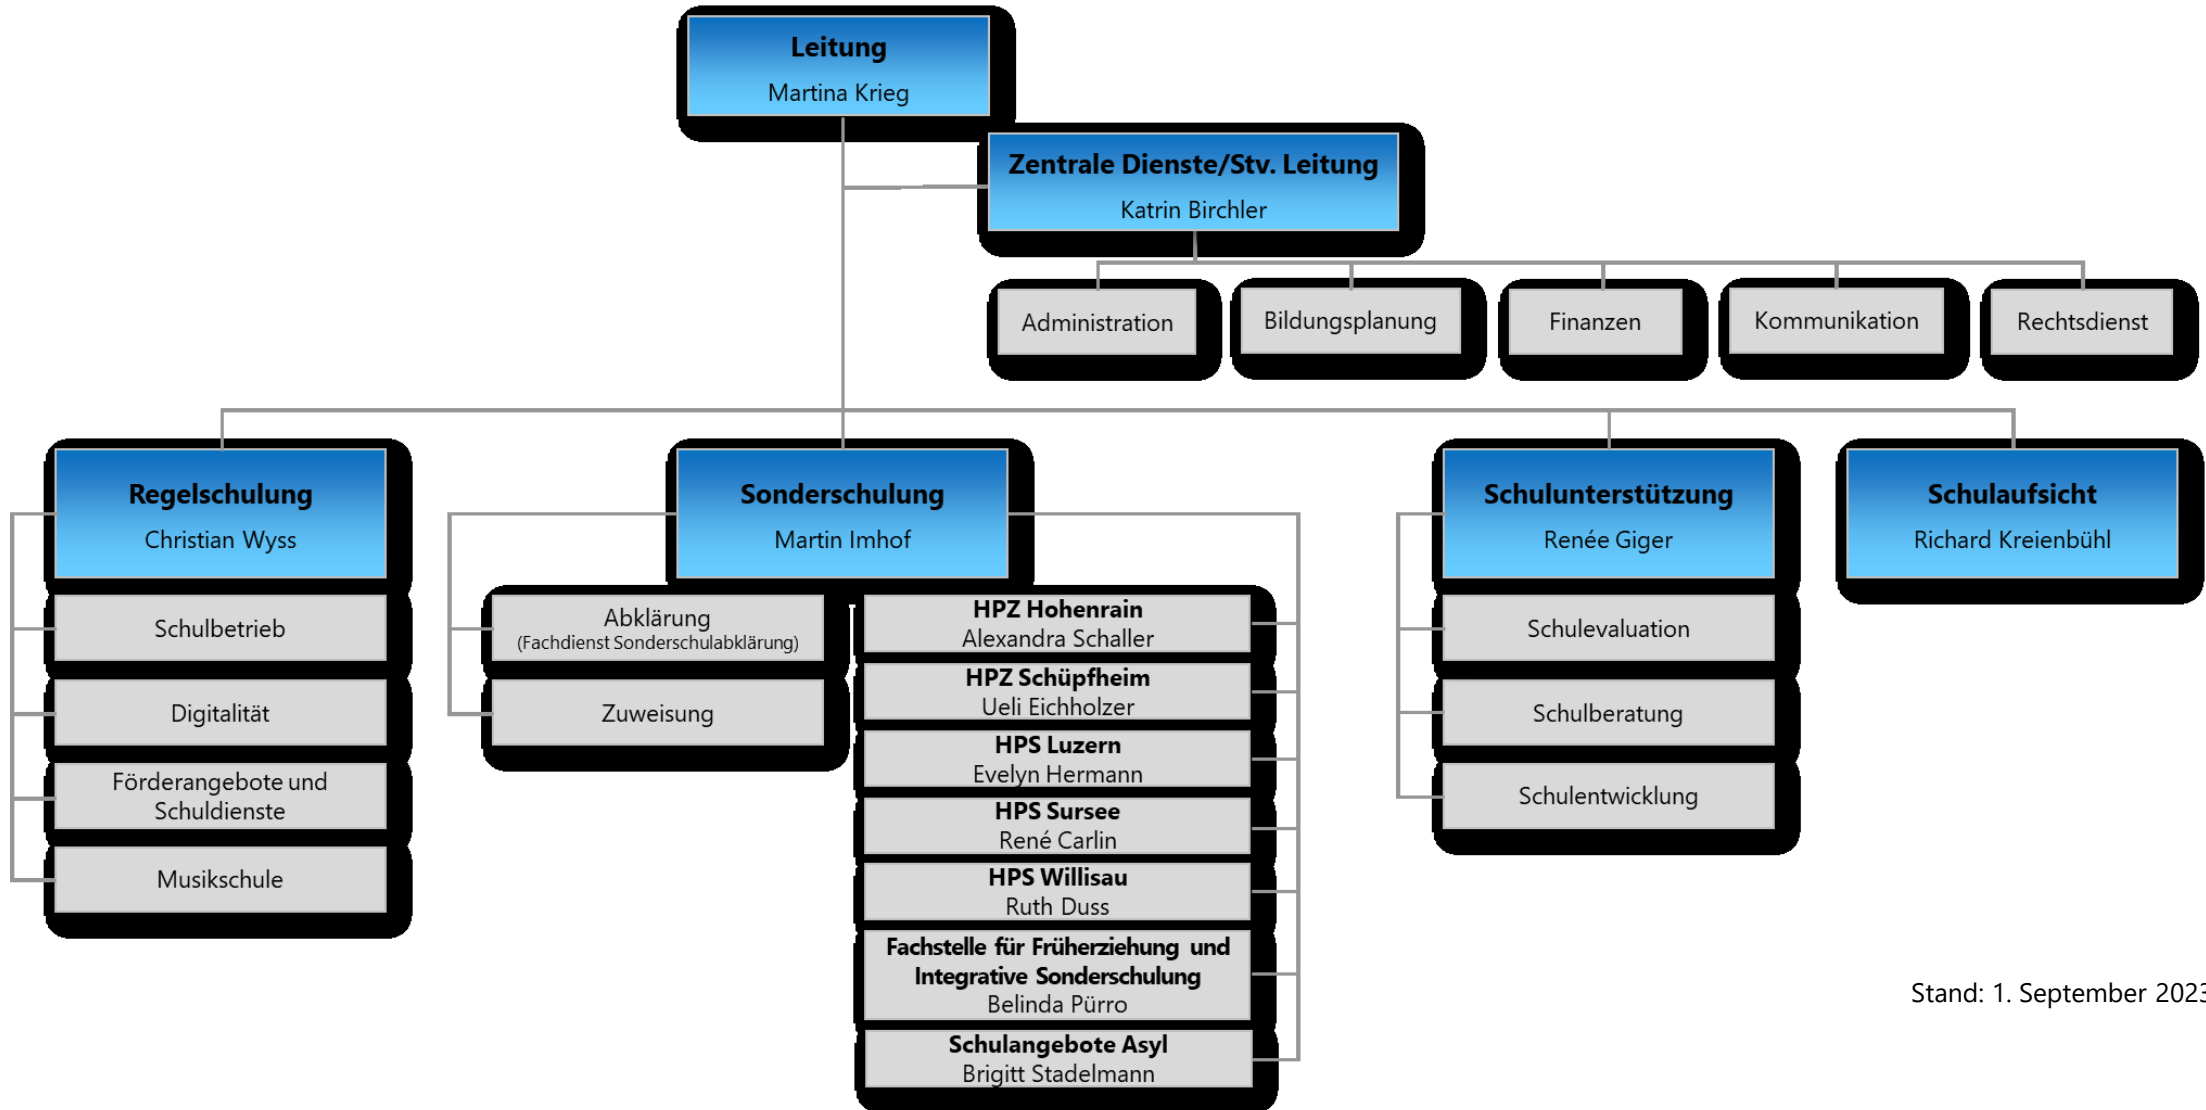 Leitung
Martina Krieg
Zentrale Dienste/Stv. Leitung
Katrin Birchler
Administration
Bildungsplanung
Finanzen
Kommunikation
Rechtsdienst
Regelschulung
Christian Wyss
Schulbetrieb
Digitalität
Förderangebote und
Schuldienste
Musikschule
Sonderschulung
Martin Imhof
Abklärung
(Fachdienst Sonderschulabklärung)
Zuweisung
HPZ Hohenrain
Alexandra Schaller
HPZ Schüpfheim
Ueli Eichholzer
HPS Luzern
Evelyn Hermann
HPS Sursee
René Carlin
HPS Willisau
Ruth Duss
Fachstelle für Früherziehung und
Integrative Sonderschulung
Belinda Pürro
Schulangebote Asyl
Brigitt Stadelmann
Schulunterstützung
Renée Giger
Schulevaluation
Schulberatung
Schulentwicklung
Schulaufsicht
Richard Kreienbühl
Stand: 1. September 2023